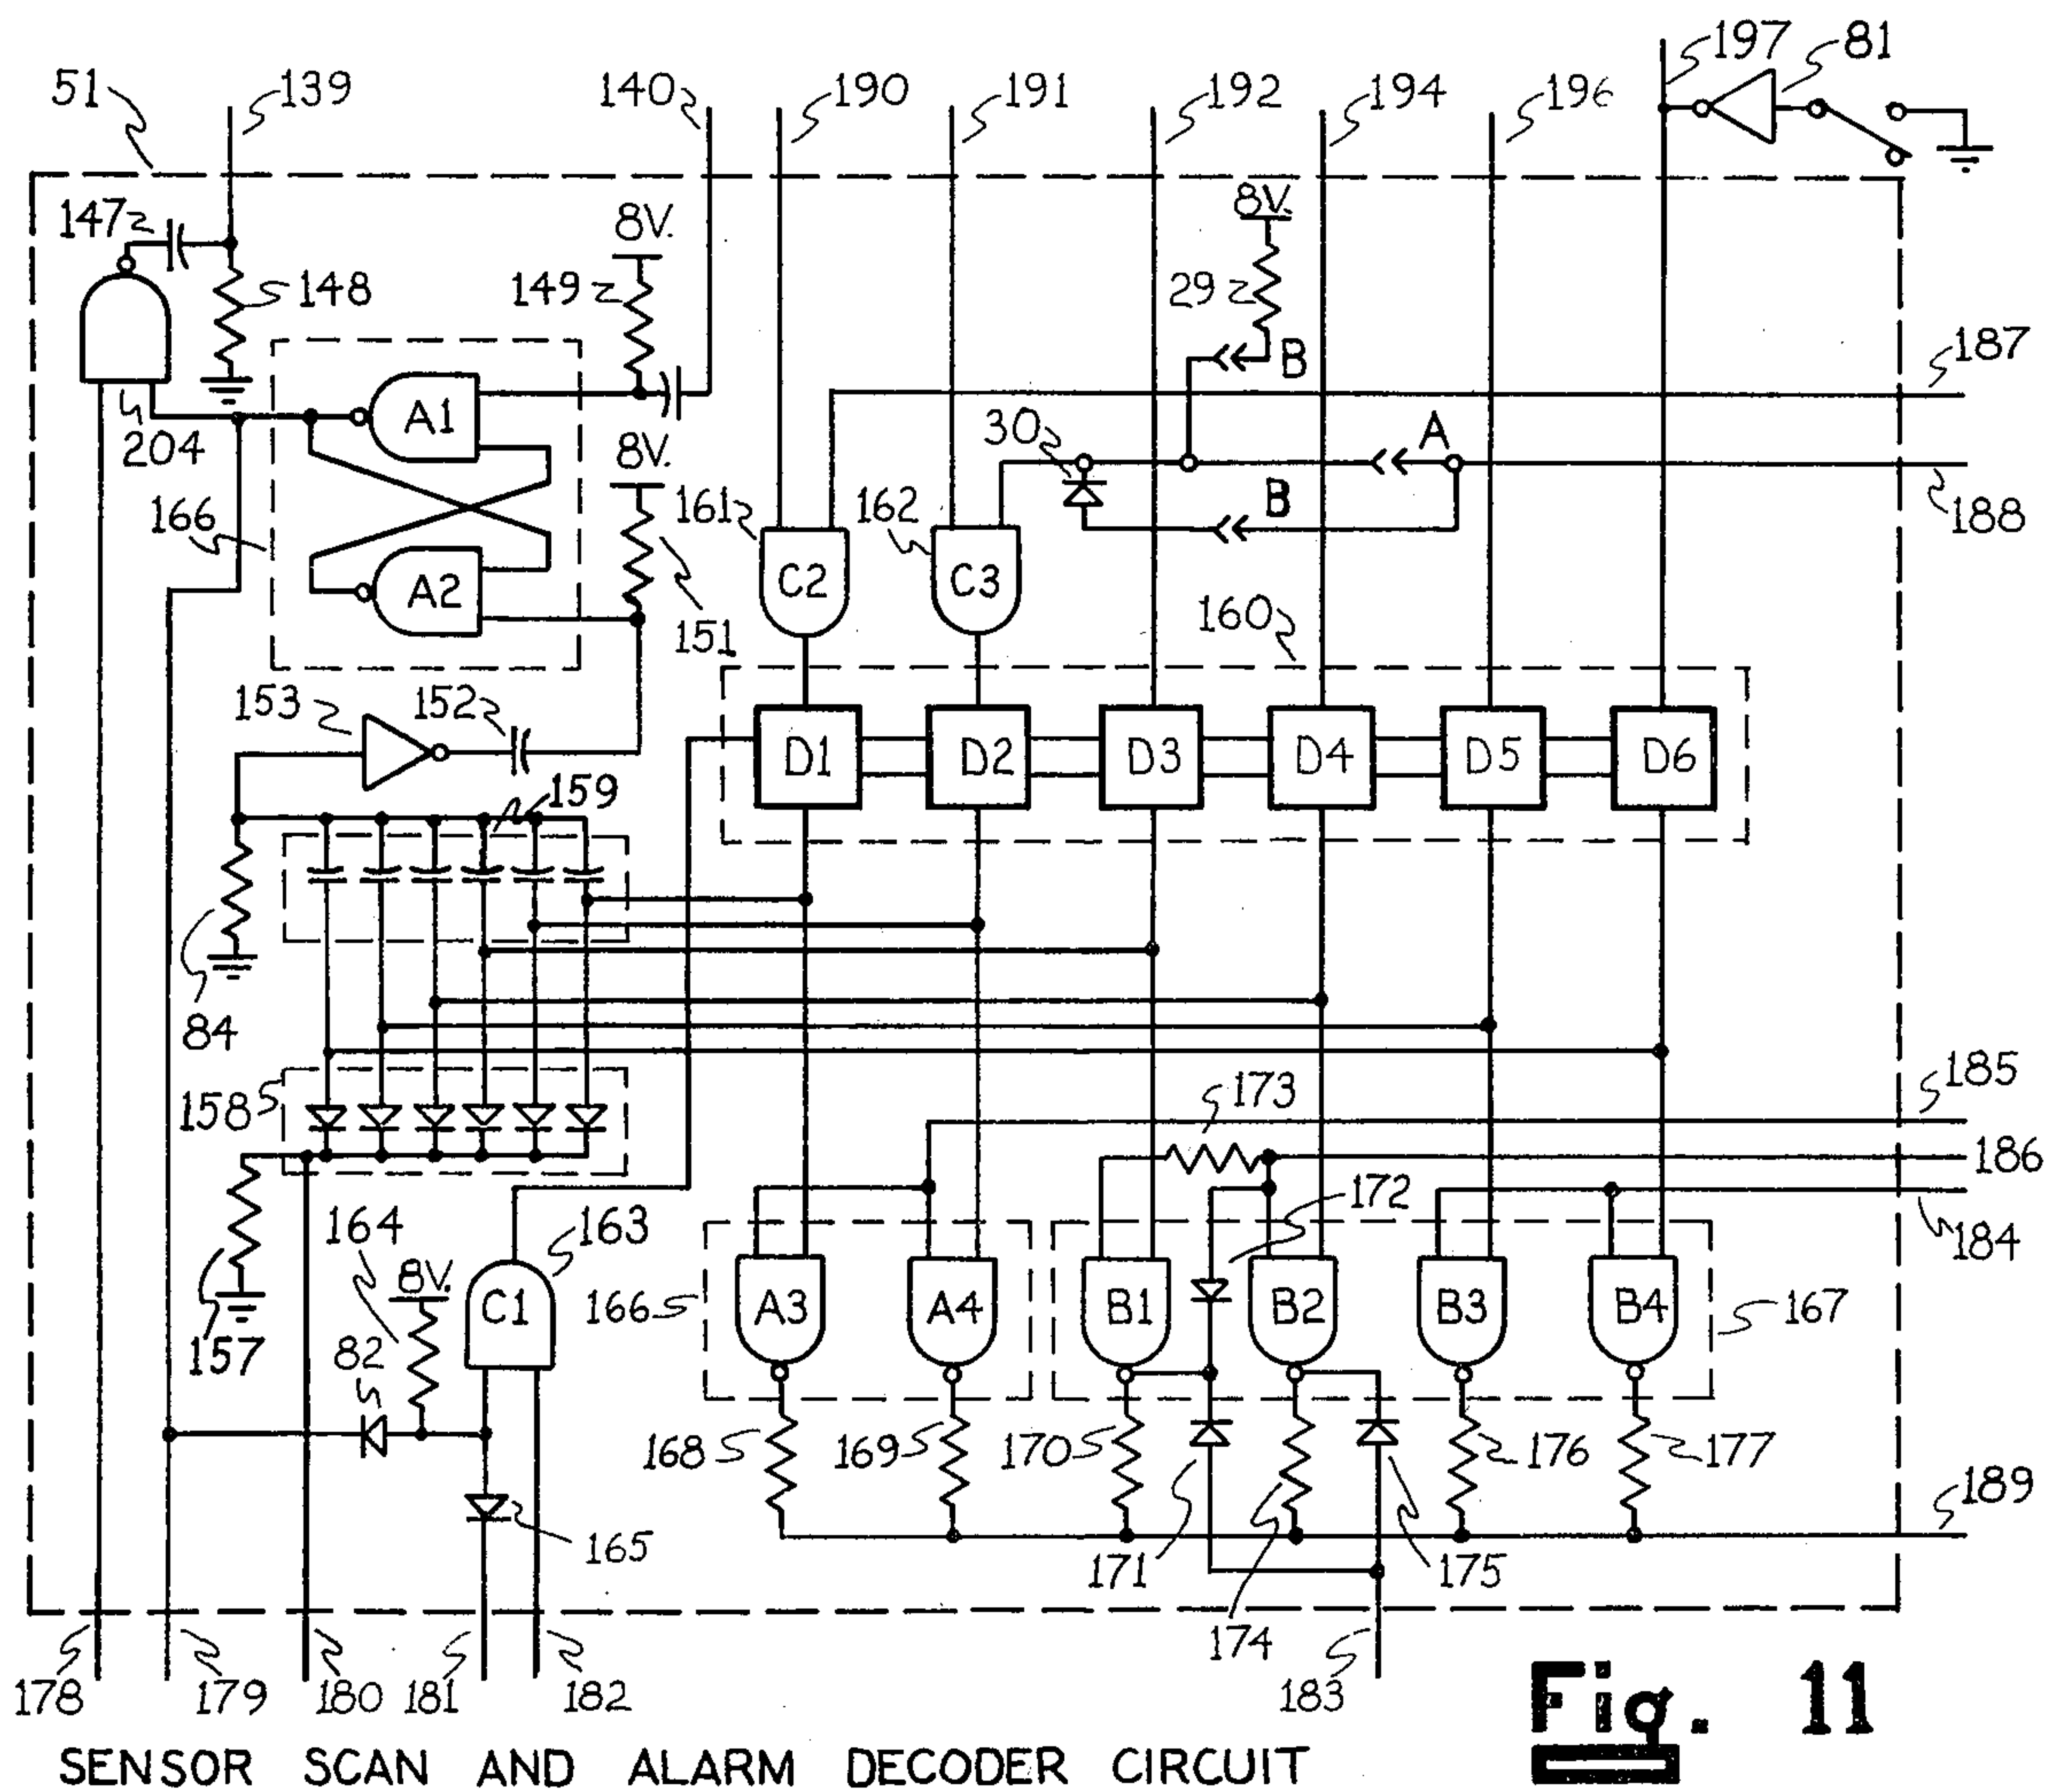 197 81
51 139 140 190 191 192 194 196
147 8V. 8V.
148 149 29 B 187
A1 30 A
204 8V.
166 161 162 B 188
C2 C3
A2 151 160
153 152
D1 D2 D3 D4 D5 D6
159
84
185
158 173
186
164 163 172
184
8V. C1 166 A3 A4 B1 B2 B3 B4 167
157 82
168 169 170 176 177
189
165 171 175
174
178 179 180 181 182 183
Fig. 11
SENSOR SCAN AND ALARM DECODER CIRCUIT